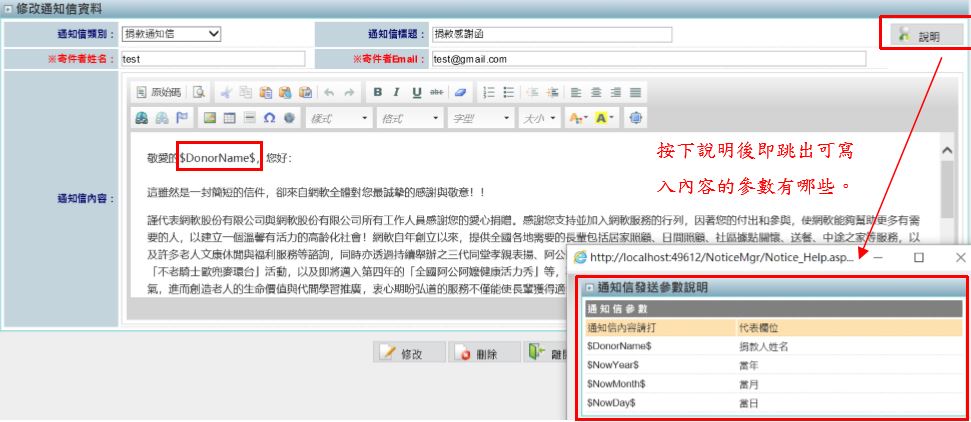 修改通知信資料
通知信類別： 捐款通知信 通知信標題： 捐款感謝函 說明
※寄件者姓名： test ※寄件者Email： test@gmail.com
原始碼 B I U abc
樣式 格式 字型 大小 A A
敬愛的$DonorName$，您好：
按下說明後即跳出可寫
入內容的參數有哪些。
這雖然是一封簡短的信件，卻來自網軟全體對您最誠摯的感謝與敬意！！
通知信內容：
謹代表網軟股份有限公司與網軟股份有限公司所有工作人員感謝您的愛心捐贈。感謝您支持並加入網軟服務的行列，因著您的付出和參與，使網軟能夠幫助更多有需
要的人，以建立一個溫馨有活力的高齡化社會！網軟自年創立以來，提供全國各地需要的長輩包括居家照顧、日間照顧、社區據點關懷、送餐、中途之家等服務，以
及許多老人文康休閒與福利服務等諮詢，同時亦透過持續舉辦之三代同堂孝親表揚、阿公
「不老騎士歐兜邁環台」活動，以及即將邁入第四年的「全國阿公阿嬤健康活力秀」等，
氣，進而創造老人的生命價值與代間學習推廣，衷心期盼弘道的服務不僅能使長輩獲得適
修改 刪除 離開
http://localhost:49612/NoticeMgr/Notice_Help.asp...
通知信發送參數說明
通知信參數
通知信內容請打 代表欄位
$DonorName$ 捐款人姓名
$NowYear$ 當年
$NowMonth$ 當月
$NowDay$ 當日